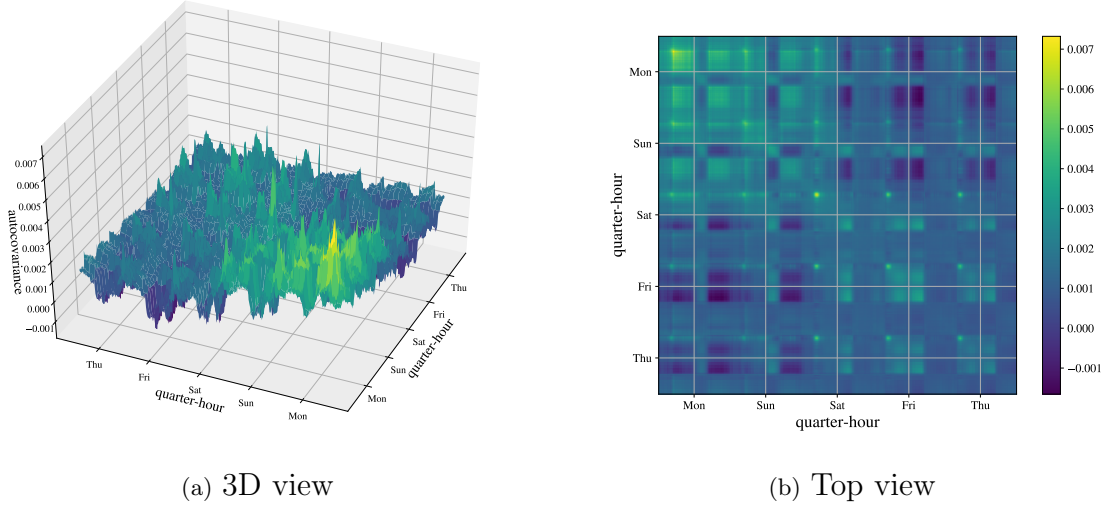 0.007
0.006
0.005
0.004
0.003
0.002
0.001
0.000
−0.001
autocovariance
Thu
Fri
Sat
Sun
Mon
quarter-hour
Thu
Fri
Sat
Sun
Mon
quarter-hour
(a) 3D view
Mon
Sun
Sat
Fri
Thu
quarter-hour
Mon
Sun
Sat
Fri
Thu
quarter-hour
0.007
0.006
0.005
0.004
0.003
0.002
0.001
0.000
−0.001
(b) Top view